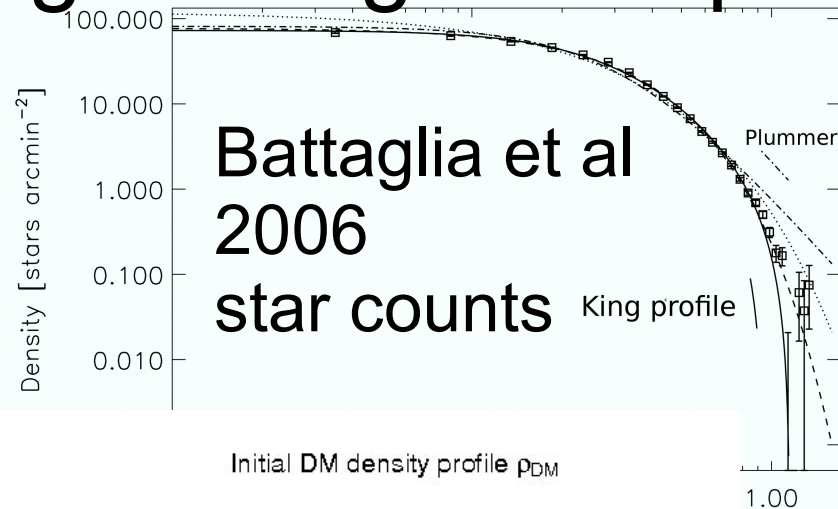 100.000
10.000
1.000
0.100
0.010
Density [stars arcmin⁻²]
Battaglia et al
2006
star counts
Plummer
King profile
Initial DM density profile ρDM
1.00